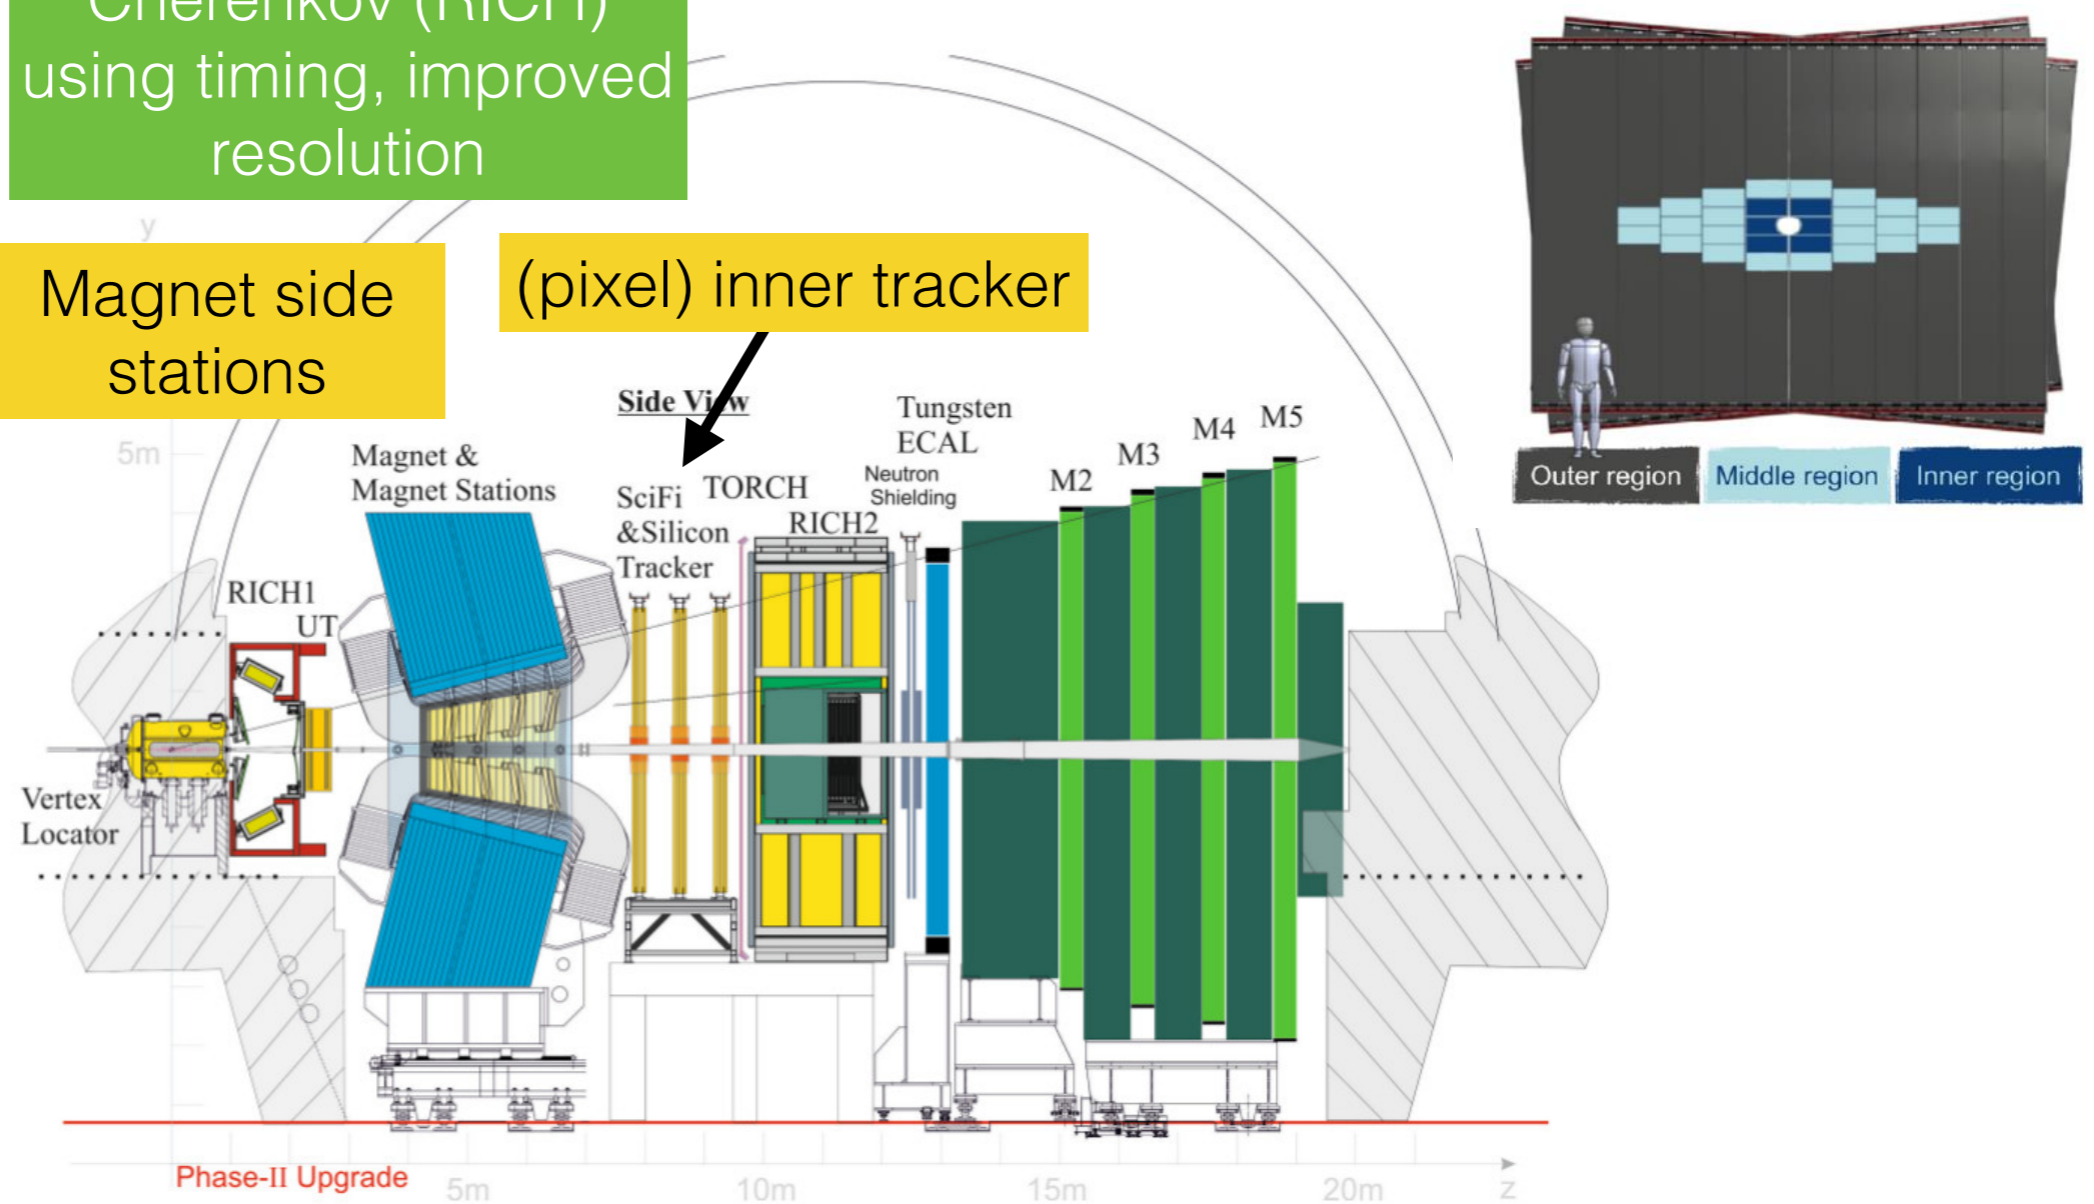 Cherenkov (RICH)
using timing, improved
resolution
Magnet side
stations
(pixel) inner tracker
y
5m
Side View
Magnet &
Magnet Stations
SciFi
&Silicon
Tracker
TORCH
RICH2
Tungsten
ECAL
Neutron
Shielding
M2
M3
M4
M5
RICH1
UT
Vertex
Locator
Outer region
Middle region
Inner region
Phase-II Upgrade
5m
10m
15m
20m
z